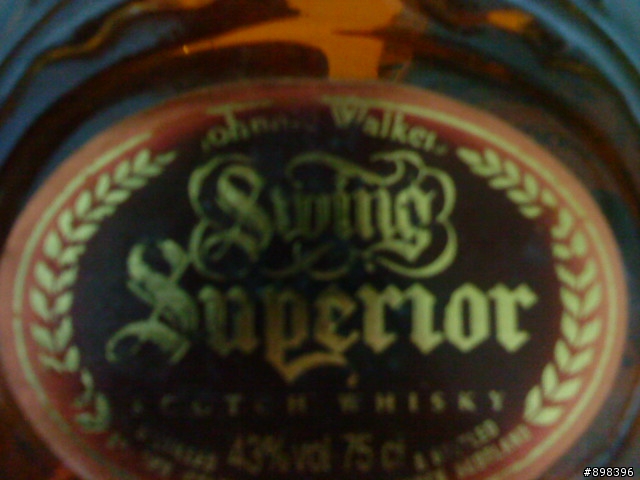 Johnnie Walker
Swing
Superior
SCOTCH WHISKY
43% vol 75 cl
#898396